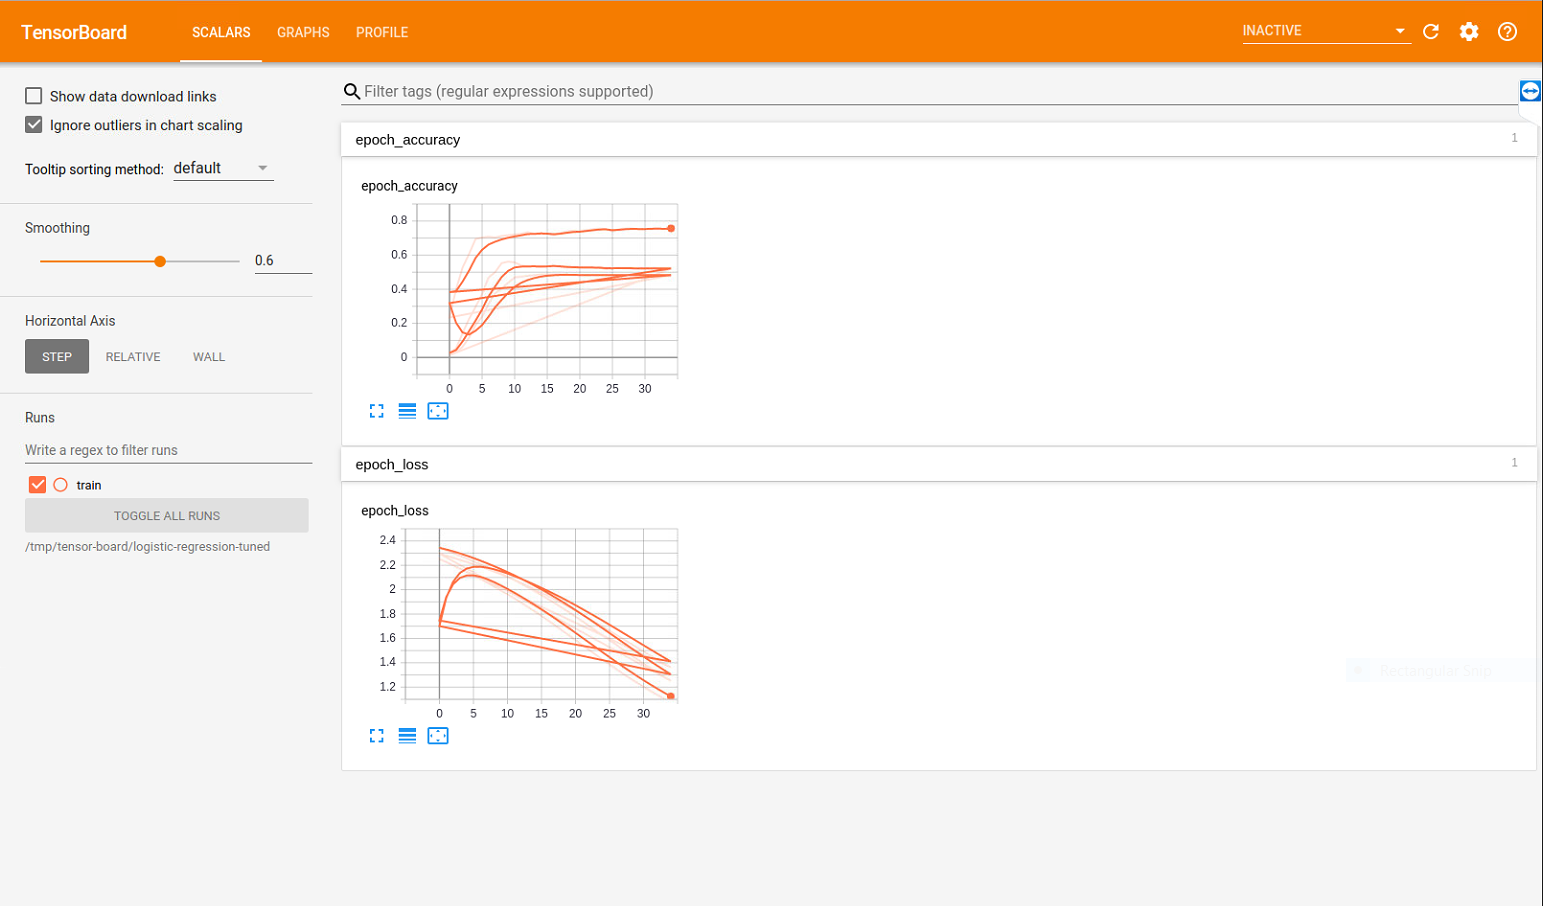 TensorBoard SCALARS GRAPHS PROFILE INACTIVE
Show data download links
Ignore outliers in chart scaling
Tooltip sorting method: default
Smoothing
0.6
Horizontal Axis
STEP RELATIVE WALL
Runs
Write a regex to filter runs
train
TOGGLE ALL RUNS
/tmp/tensor-board/logistic-regression-tuned
Filter tags (regular expressions supported)
epoch_accuracy 1
epoch_accuracy
0.8
0.6
0.4
0.2
0
0 5 10 15 20 25 30
epoch_loss 1
epoch_loss
2.4
2.2
2
1.8
1.6
1.4
1.2
0 5 10 15 20 25 30
Rectangular Snip